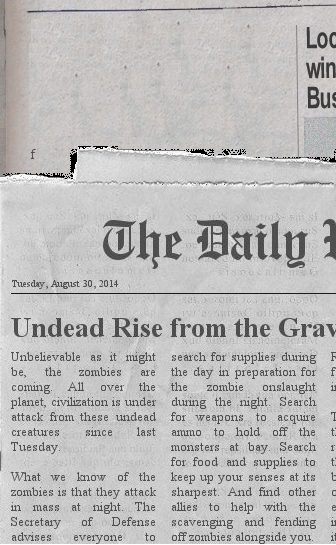 Loc
win
Bus
f
The Daily
Tuesday, August 30, 2014
Undead Rise from the Grav
Unbelievable as it might
be, the zombies are
coming. All over the
planet, civilization is under
attack from these undead
creatures since last
Tuesday.
What we know of the
zombies is that they attack
in mass at night. The
Secretary of Defense
advises everyone to
search for supplies during
the day in preparation for
the zombie onslaught
during the night. Search
for weapons to acquire
ammo to hold off the
monsters at bay. Search
for food and supplies to
keep up your senses at its
sharpest. And find other
allies to help with the
scavenging and fending
off zombies alongside you.